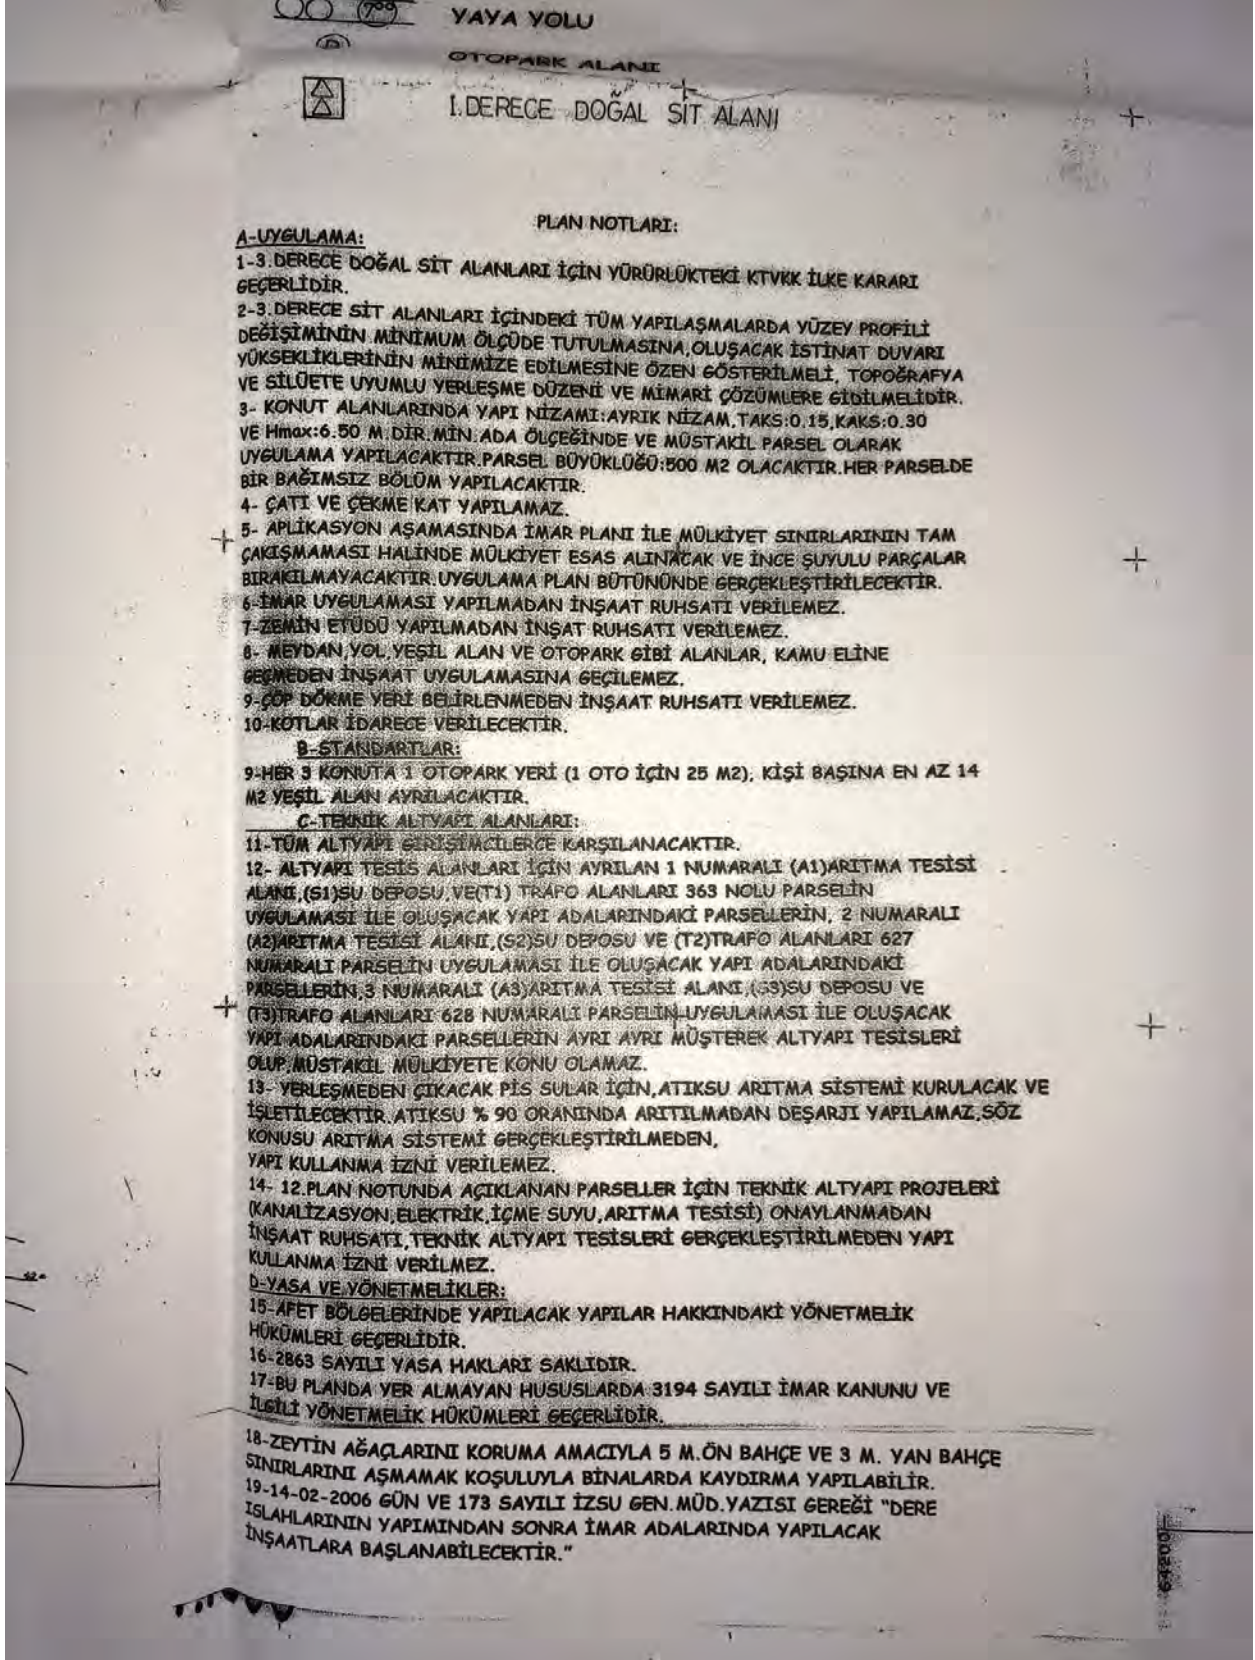 YAYA YOLU
OTOPARK ALANI
I.DERECE DOĞAL SİT ALANI
PLAN NOTLARI:
A-UYGULAMA:
1-3.DERECE DOĞAL SİT ALANLARI İÇİN YÜRÜRLÜKTEKİ KTVKK İLKE KARARI
GEÇERLİDİR.
2-3.DERECE SİT ALANLARI İÇİNDEKİ TÜM YAPILAŞMALARDA YÜZEY PROFİLİ
DEĞİŞİMİNİN MİNİMUM ÖLÇÜDE TUTULMASINA,OLUŞACAK İSTİNAT DUVARI
YÜKSEKLİKLERİNİN MİNİMİZE EDİLMESİNE ÖZEN GÖSTERİLMELİ, TOPOĞRAFYA
VE SİLÜETE UYUMLU YERLEŞME DÜZENİ VE MİMARİ ÇÖZÜMLERE GİDİLMELİDİR.
3- KONUT ALANLARINDA YAPI NİZAMI:AYRIK NİZAM,TAKS:0.15,KAKS:0.30
VE Hmax:6.50 M.DİR.MİN.ADA ÖLÇEĞİNDE VE MÜSTAKİL PARSEL OLARAK
UYGULAMA YAPILACAKTIR.PARSEL BÜYÜKLÜĞÜ:500 M2 OLACAKTIR.HER PARSELDE
BİR BAĞIMSIZ BÖLÜM YAPILACAKTIR.
4- ÇATI VE ÇEKME KAT YAPILAMAZ.
5- APLİKASYON AŞAMASINDA İMAR PLANI İLE MÜLKİYET SINIRLARININ TAM
ÇAKIŞMAMASI HALİNDE MÜLKİYET ESAS ALINACAK VE İNCE ŞUYULU PARÇALAR
BIRAKILMAYACAKTIR.UYGULAMA PLAN BÜTÜNÜNDE GERÇEKLEŞTİRİLECEKTİR.
6-İMAR UYGULAMASI YAPILMADAN İNŞAAT RUHSATI VERİLEMEZ.
7-ZEMİN ETÜDÜ YAPILMADAN İNŞAT RUHSATI VERİLEMEZ.
8- MEYDAN,YOL,YEŞİL ALAN VE OTOPARK GİBİ ALANLAR, KAMU ELİNE
GEÇMEDEN İNŞAAT UYGULAMASINA GEÇİLEMEZ.
9-ÇÖP DÖKME YERİ BELİRLENMEDEN İNŞAAT RUHSATI VERİLEMEZ.
10-KOTLAR İDARECE VERİLECEKTİR.
B-STANDARTLAR:
9-HER 3 KONUTA 1 OTOPARK YERİ (1 OTO İÇİN 25 M2), KİŞİ BAŞINA EN AZ 14
M2 YEŞİL ALAN AYRILACAKTIR.
C-TEKNİK ALTYAPI ALANLARI:
11-TÜM ALTYAPI GİRİŞİMCİLERCE KARŞILANACAKTIR.
12- ALTYAPI TESİS ALANLARI İÇİN AYRILAN 1 NUMARALI (A1)ARITMA TESİSİ
ALANI,(S1)SU DEPOSU VE(T1) TRAFO ALANLARI 363 NOLU PARSELİN
UYGULAMASI İLE OLUŞACAK YAPI ADALARINDAKİ PARSELLERİN, 2 NUMARALI
(A2)ARITMA TESİSİ ALANI,(S2)SU DEPOSU VE (T2)TRAFO ALANLARI 627
NUMARALI PARSELİN UYGULAMASI İLE OLUŞACAK YAPI ADALARINDAKİ
PARSELLERİN,3 NUMARALI (A3)ARITMA TESİSİ ALANI,(S3)SU DEPOSU VE
(T3)TRAFO ALANLARI 628 NUMARALI PARSELİN UYGULAMASI İLE OLUŞACAK
YAPI ADALARINDAKİ PARSELLERİN AYRI AYRI MÜŞTEREK ALTYAPI TESİSLERİ
OLUP,MÜSTAKİL MÜLKİYETE KONU OLAMAZ.
13- YERLEŞMEDEN ÇIKACAK PİS SULAR İÇİN,ATIKSU ARITMA SİSTEMİ KURULACAK VE
İŞLETİLECEKTİR.ATIKSU % 90 ORANINDA ARITILMADAN DEŞARJI YAPILAMAZ,SÖZ
KONUSU ARITMA SİSTEMİ GERÇEKLEŞTİRİLMEDEN,
YAPI KULLANMA İZNİ VERİLEMEZ.
14- 12.PLAN NOTUNDA AÇIKLANAN PARSELLER İÇİN TEKNİK ALTYAPI PROJELERİ
(KANALİZASYON,ELEKTRİK,İÇME SUYU,ARITMA TESİSİ) ONAYLANMADAN
İNŞAAT RUHSATI,TEKNİK ALTYAPI TESİSLERİ GERÇEKLEŞTİRİLMEDEN YAPI
KULLANMA İZNİ VERİLMEZ.
D-YASA VE YÖNETMELİKLER:
15-AFET BÖLGELERİNDE YAPILACAK YAPILAR HAKKINDAKİ YÖNETMELİK
HÜKÜMLERİ GEÇERLİDİR.
16-2863 SAYILI YASA HAKLARI SAKLIDIR.
17-BU PLANDA YER ALMAYAN HUSUSLARDA 3194 SAYILI İMAR KANUNU VE
İLGİLİ YÖNETMELİK HÜKÜMLERİ GEÇERLİDİR.
18-ZEYTİN AĞAÇLARINI KORUMA AMACIYLA 5 M.ÖN BAHÇE VE 3 M. YAN BAHÇE
SINIRLARINI AŞMAMAK KOŞULUYLA BİNALARDA KAYDIRMA YAPILABİLİR.
19-14-02-2006 GÜN VE 173 SAYILI İZSU GEN.MÜD.YAZISI GEREĞİ "DERE
ISLAHLARININ YAPIMINDAN SONRA İMAR ADALARINDA YAPILACAK
İNŞAATLARA BAŞLANABİLECEKTİR."